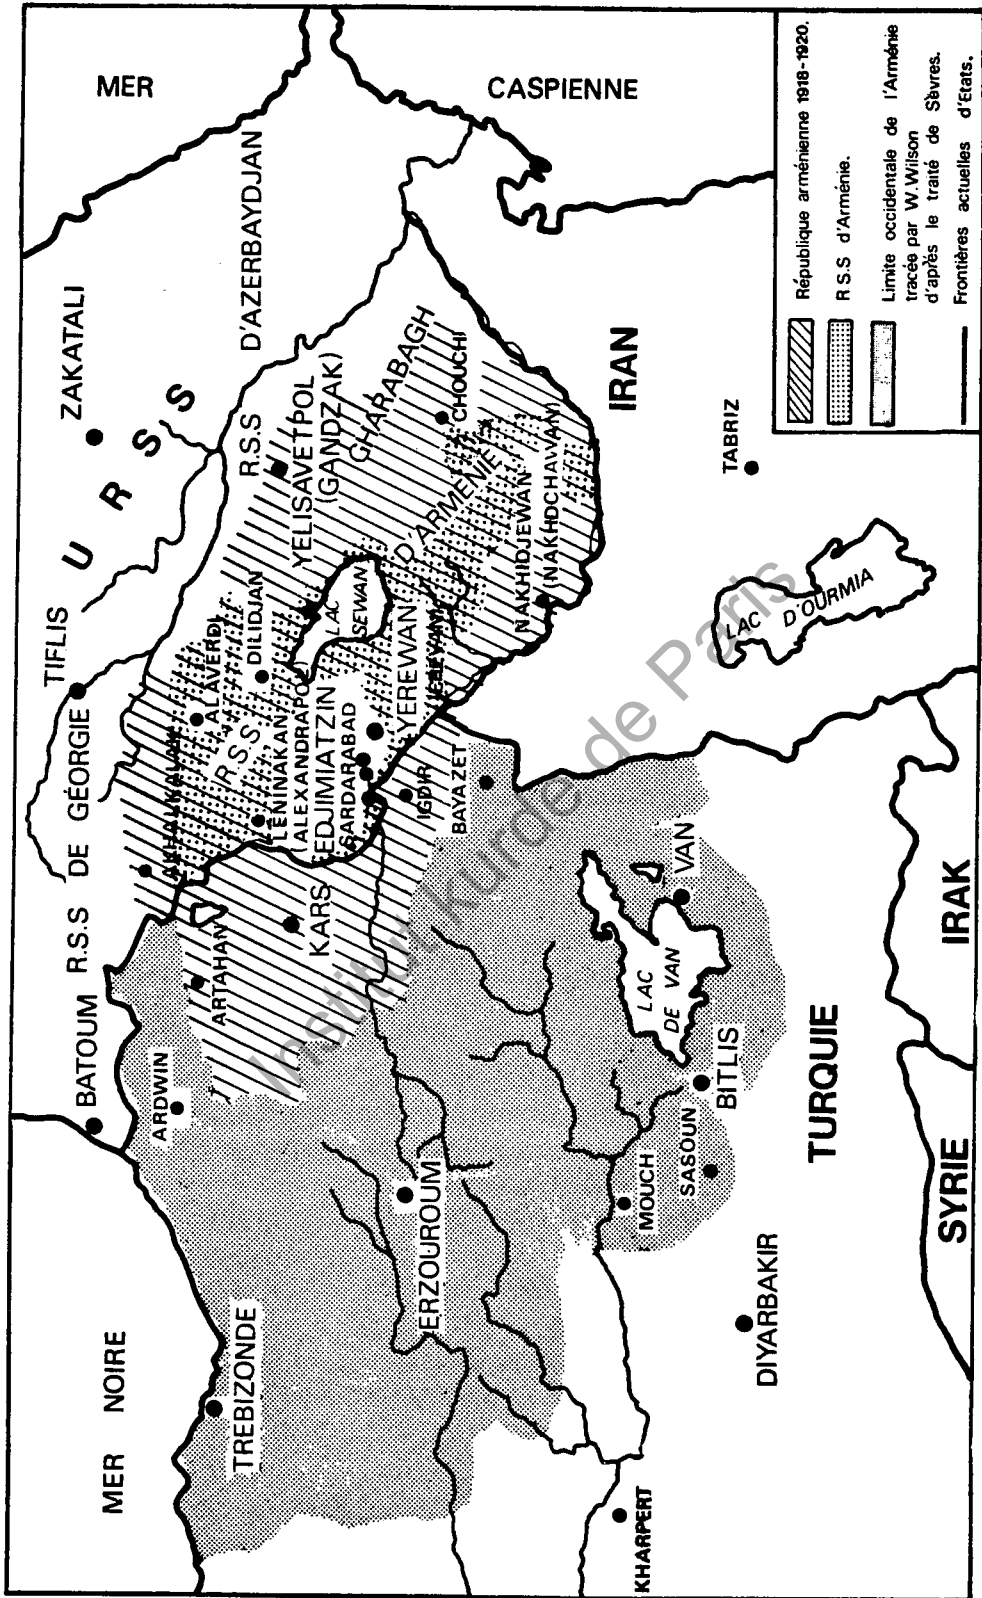 MER NOIRE
MER
CASPIENNE
ZAKATALI
U R S S
TIFLIS
BATOUM
R.S.S DE GÉORGIE
R.S.S
D'AZERBAYDJAN
YELISAVETPOL
(GANDZAK)
GHARABAGH
CHOUCHI
ALAVERDI
DILIDJAN
AKHALKALAK
R.S.S
D'ARMENIE
LENINAKAN
(ALEXANDRAPOL)
LAC
SEWAN
EDJIMIATZIN
SARDARABAD
YEREWAN
(EREVAN)
NAKHIDJEWAN
(NAKHDCHAWAN)
IGDIR
BAYAZET
ARTAHAN
KARS
ARDWIN
TREBIZONDE
ERZOUROUM
MOUCH
SASOUN
BITLIS
LAC
DE VAN
VAN
KHARPERT
DIYARBAKIR
TURQUIE
SYRIE
IRAK
IRAN
TABRIZ
LAC D'OURMIA
République arménienne 1918-1920.
R S.S d'Arménie.
Limite occidentale de l'Arménie
tracée par W.Wilson
d'après le traité de Sèvres.
Frontières actuelles d'Etats.
Institut kurde de Paris